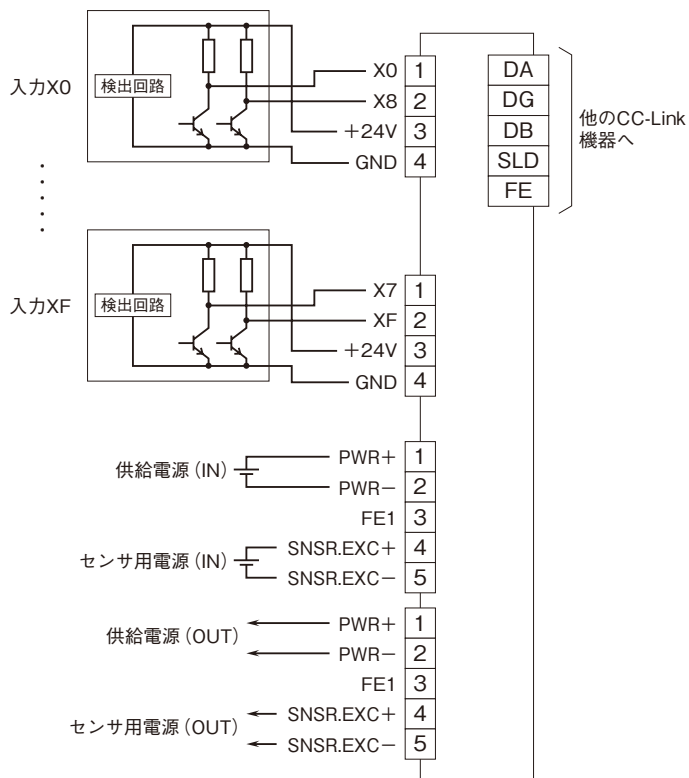 入力X0
検出回路
X0 1
X8 2
+24V 3
GND 4
DA
DG
DB
SLD
FE
他のCC-Link
機器へ
入力XF
検出回路
X7 1
XF 2
+24V 3
GND 4
供給電源(IN)
PWR+ 1
PWR− 2
FE1 3
センサ用電源(IN)
SNSR.EXC+ 4
SNSR.EXC− 5
供給電源(OUT)
PWR+ 1
PWR− 2
FE1 3
センサ用電源(OUT)
SNSR.EXC+ 4
SNSR.EXC− 5